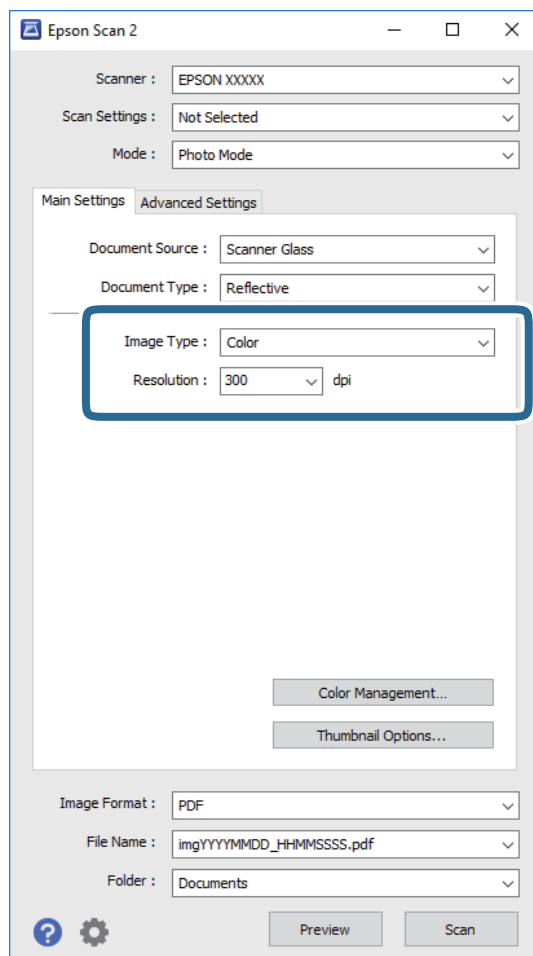 Epson Scan 2
Scanner : EPSON XXXXX
Scan Settings : Not Selected
Mode : Photo Mode
Main Settings Advanced Settings
Document Source : Scanner Glass
Document Type : Reflective
Image Type : Color
Resolution : 300 dpi
Color Management...
Thumbnail Options...
Image Format : PDF
File Name : imgYYYYMMDD_HHMMSSSS.pdf
Folder : Documents
? Preview Scan